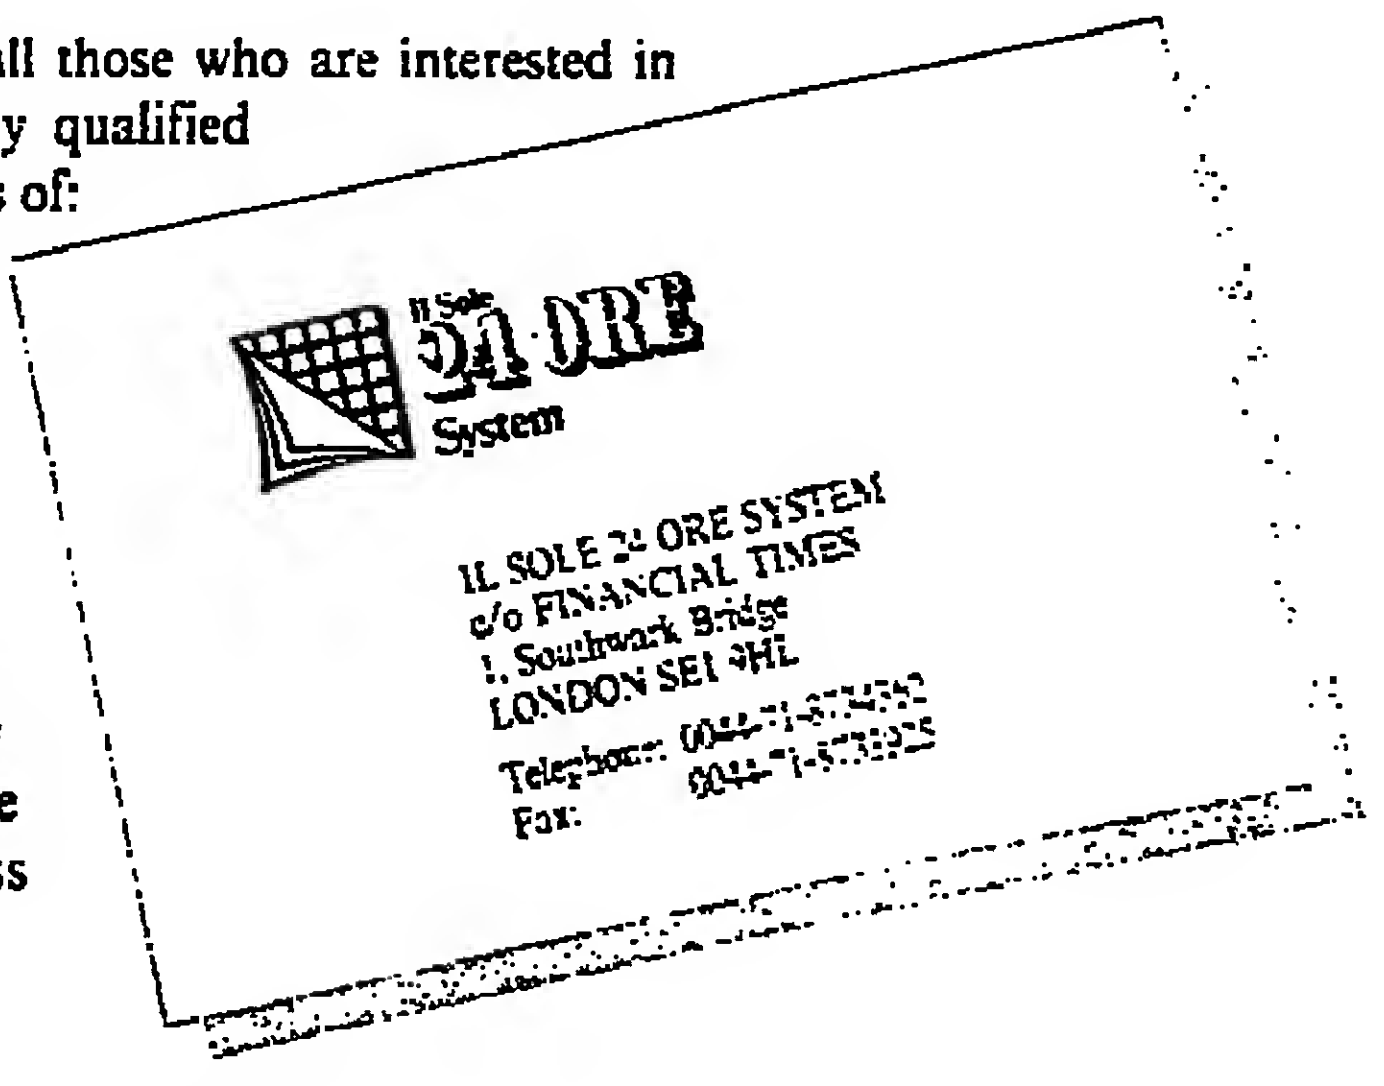 all those who are interested in
qualified
of:
Il Sole
24 ORE
System
IL SOLE 24 ORE SYSTEM
c/o FINANCIAL TIMES
1, Southwark Bridge
LONDON SE1 9HL
Telephone:
Fax: